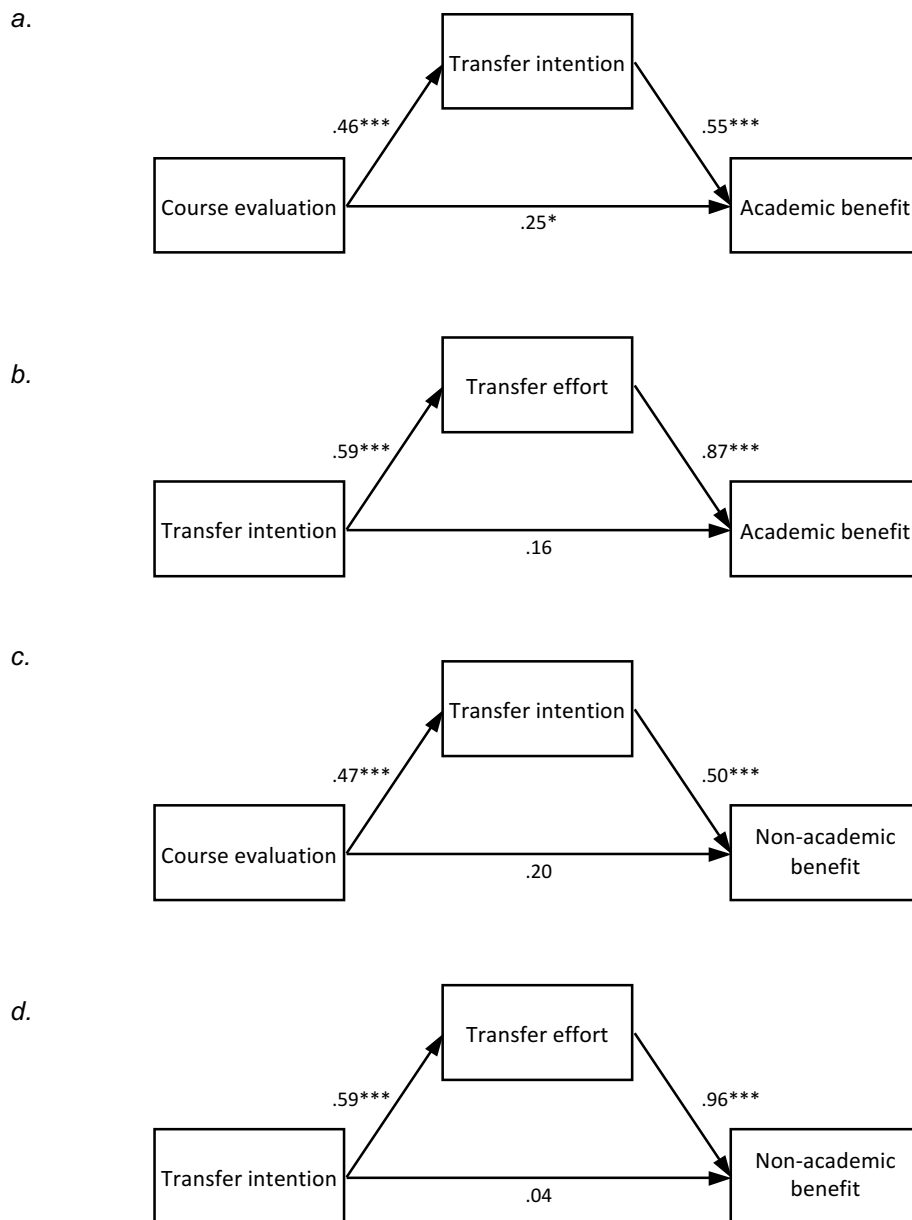 a.
Transfer intention
.46***
.55***
Course evaluation
Academic benefit
.25*
b.
Transfer effort
.59***
.87***
Transfer intention
Academic benefit
.16
c.
Transfer intention
.47***
.50***
Course evaluation
Non-academic
benefit
.20
d.
Transfer effort
.59***
.96***
Transfer intention
Non-academic
benefit
.04